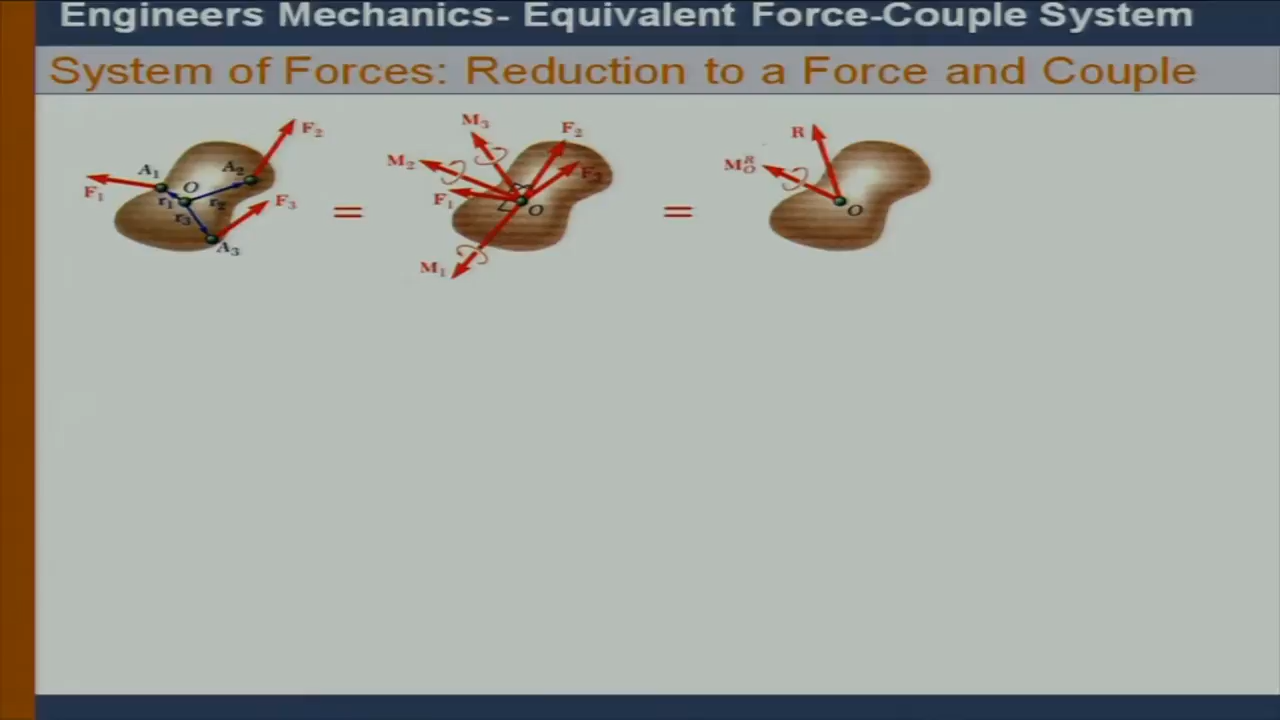 Engineers Mechanics- Equivalent Force-Couple System
System of Forces: Reduction to a Force and Couple
F₂
A₁
A₂
O
F₁
r₁
r₂
F₃
r₃
A₃
=
M₃
F₂
M₂
F₃
F₁
O
M₁
=
R
M_O^R
O